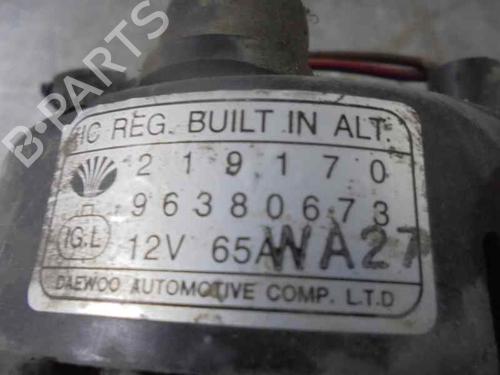 IC REG. BUILT IN ALT.
219170
96380673
IG.L 12V 65A WA27
DAEWOO AUTOMOTIVE COMP. L.T.D
B-PARTS